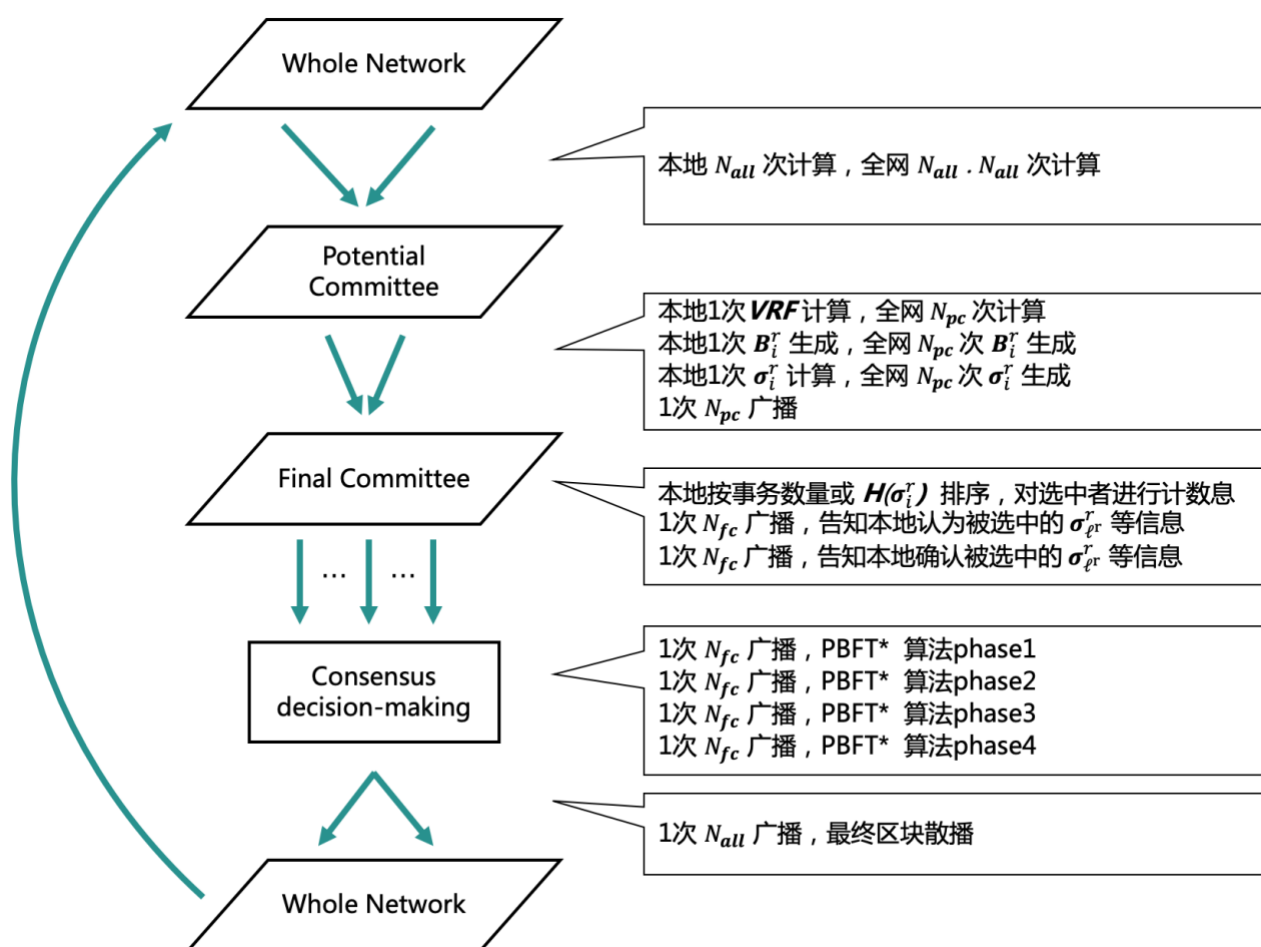 Whole Network
本地 N_all 次计算，全网 N_all . N_all 次计算
Potential
Committee
本地1次VRF 计算，全网 N_pc 次计算
本地1次 B_i^r 生成，全网 N_pc 次 B_i^r 生成
本地1次 σ_i^r 计算，全网 N_pc 次 σ_i^r 生成
1次 N_pc 广播
Final Committee
本地按事务数量或 H(σ_i^r) 排序，对选中者进行计数息
1次 N_fc 广播，告知本地认为被选中的 σ_ℓ^r^r 等信息
1次 N_fc 广播，告知本地确认被选中的 σ_ℓ^r^r 等信息
... ...
Consensus
decision-making
1次 N_fc 广播，PBFT* 算法phase1
1次 N_fc 广播，PBFT* 算法phase2
1次 N_fc 广播，PBFT* 算法phase3
1次 N_fc 广播，PBFT* 算法phase4
1次 N_all 广播，最终区块散播
Whole Network